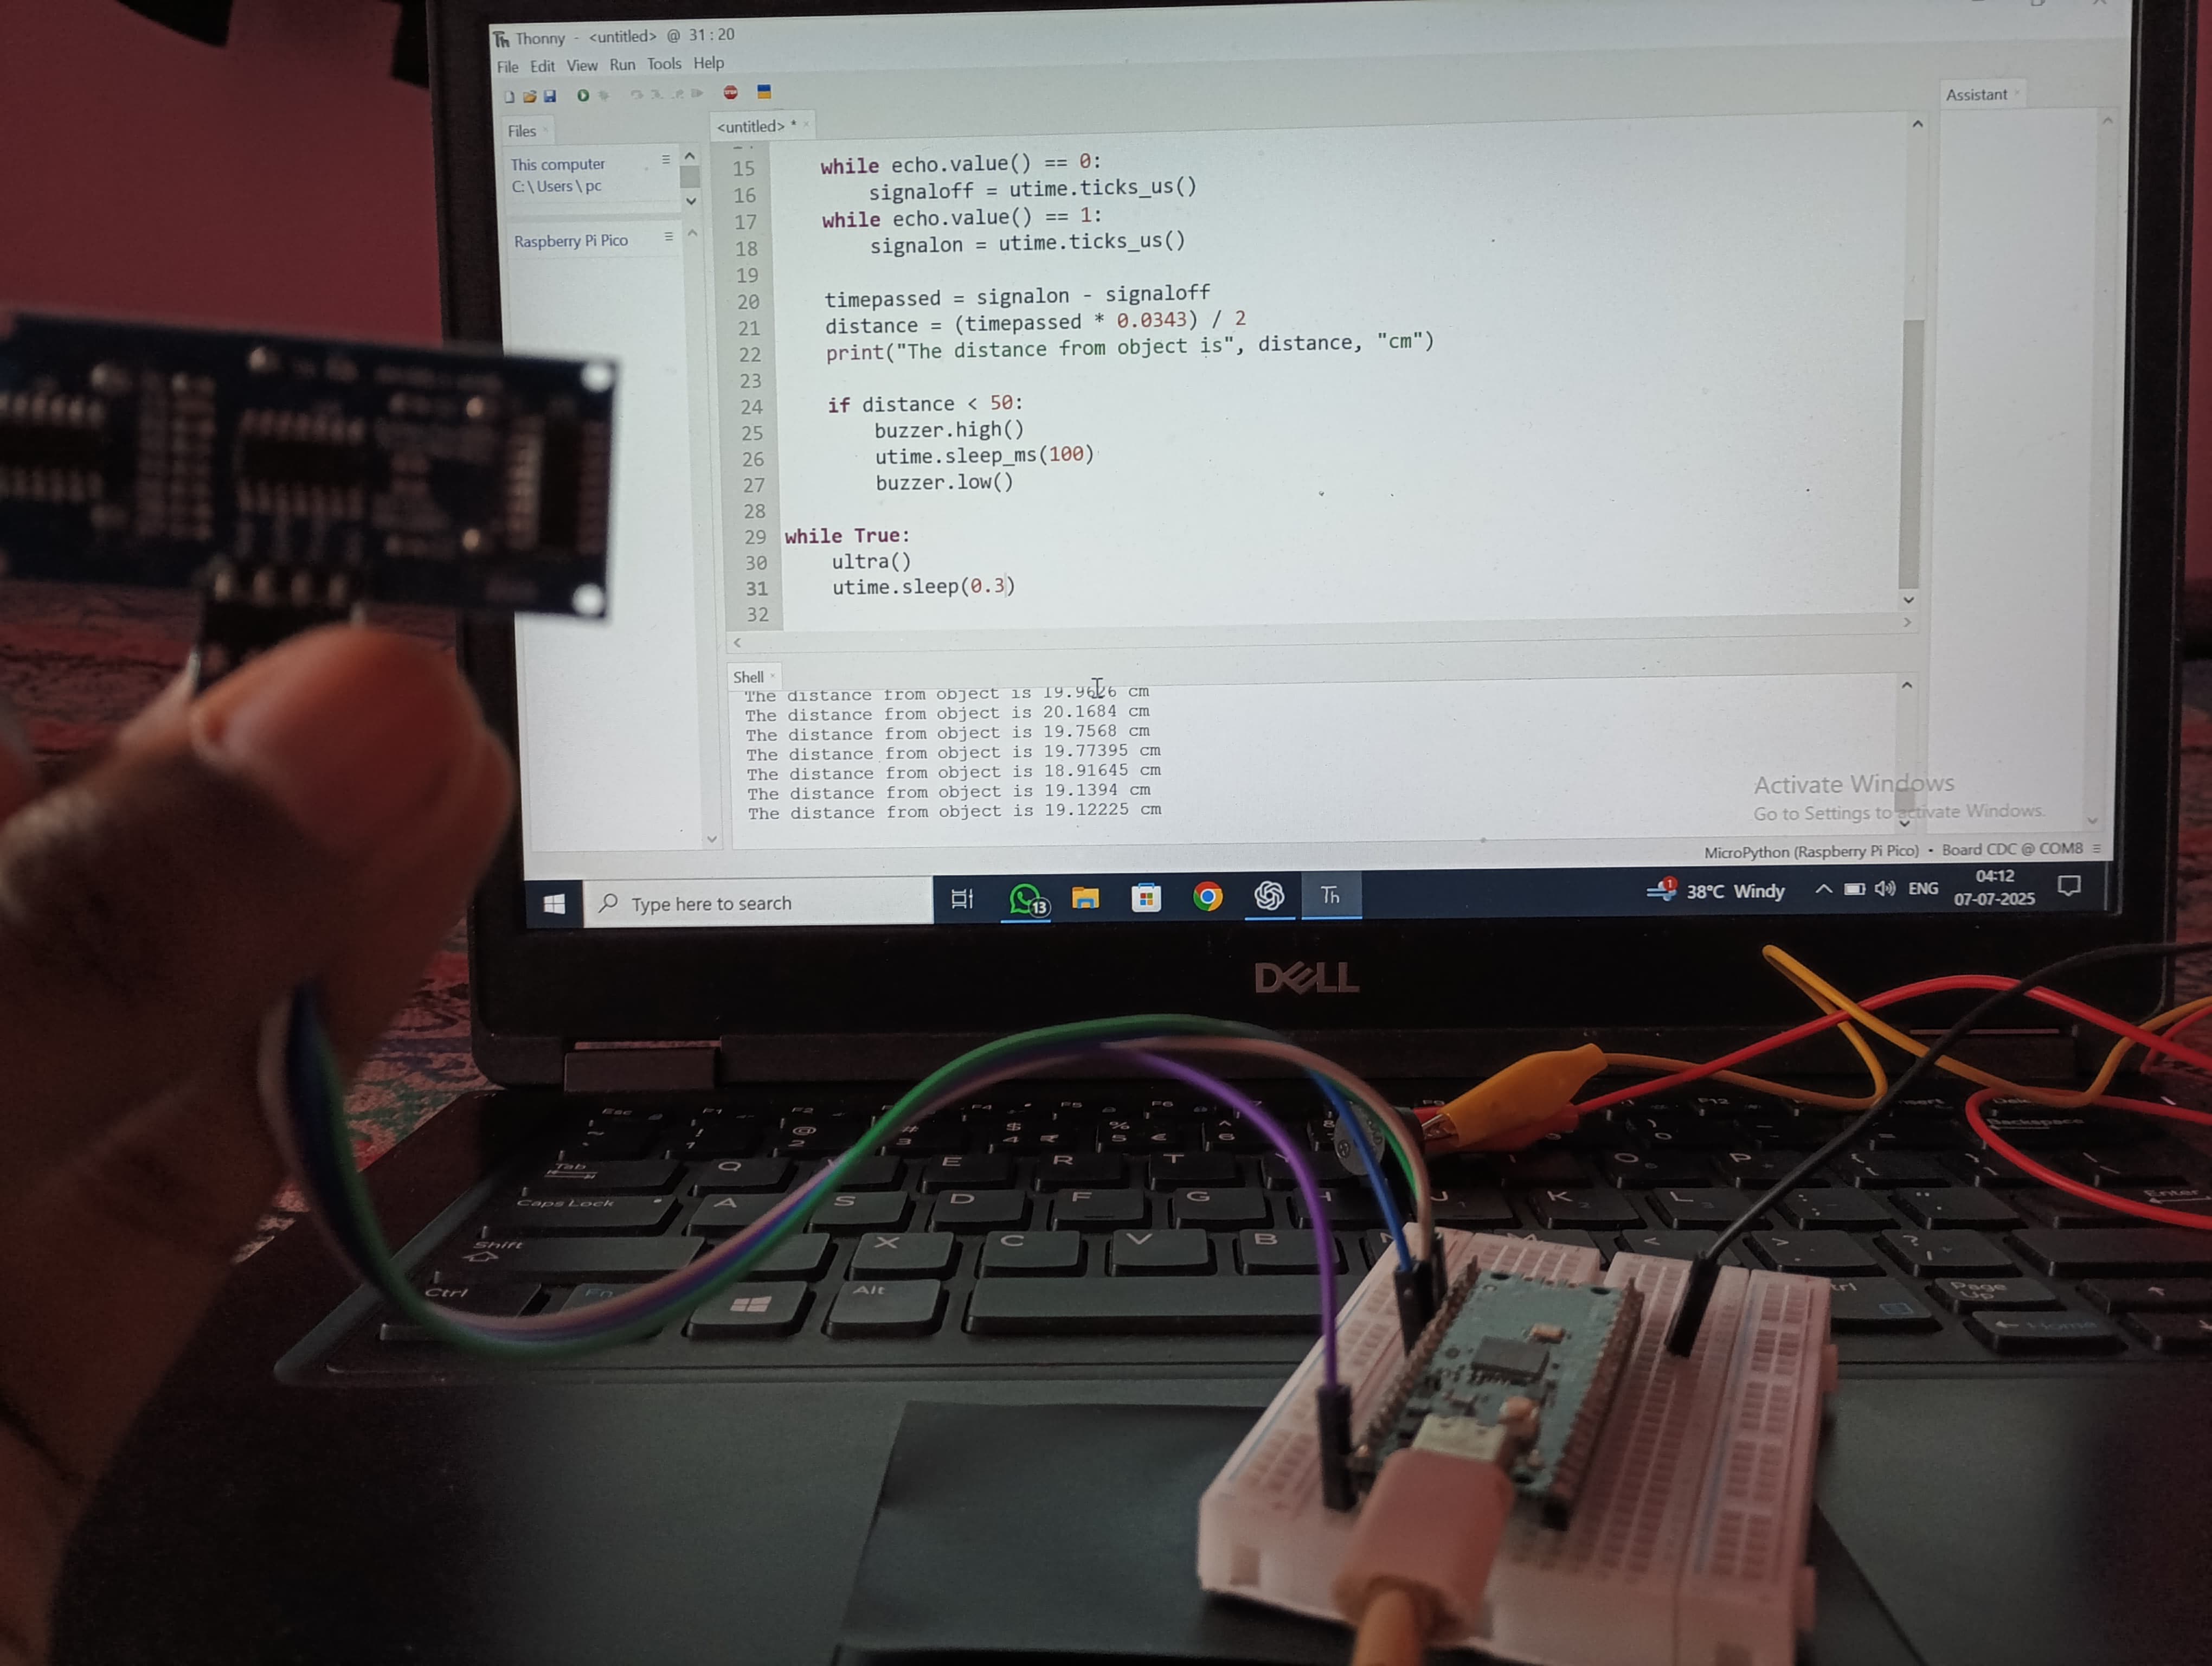 Thonny - <untitled> @ 31:20
File Edit View Run Tools Help
Files
<untitled> *
Assistant
This computer
C:\Users\pc
Raspberry Pi Pico
15 while echo.value() == 0:
16 signaloff = utime.ticks_us()
17 while echo.value() == 1:
18 signalon = utime.ticks_us()
19
20 timepassed = signalon - signaloff
21 distance = (timepassed * 0.0343) / 2
22 print("The distance from object is", distance, "cm")
23
24 if distance < 50:
25 buzzer.high()
26 utime.sleep_ms(100)
27 buzzer.low()
28
29 while True:
30 ultra()
31 utime.sleep(0.3)
32
Shell
The distance from object is cm
The distance from object is 20.1684 cm
The distance from object is 19.7568 cm
The distance from object is 19.77395 cm
The distance from object is 18.91645 cm
The distance from object is 19.1394 cm
The distance from object is 19.12225 cm
Activate Windows
Go to Settings to activate Windows.
MicroPython (Raspberry Pi Pico) • Board CDC @ COM8
Type here to search
13
Th
1
38°C Windy
ENG
04:12
07-07-2025
DELL
Esc F1 F2 F4 F5 F6 F12
Tab Q E R T O P
Caps Lock A S D F G J K L Enter
Shift X C V B
Ctrl Fn Alt
Backspace
Page Up
Home